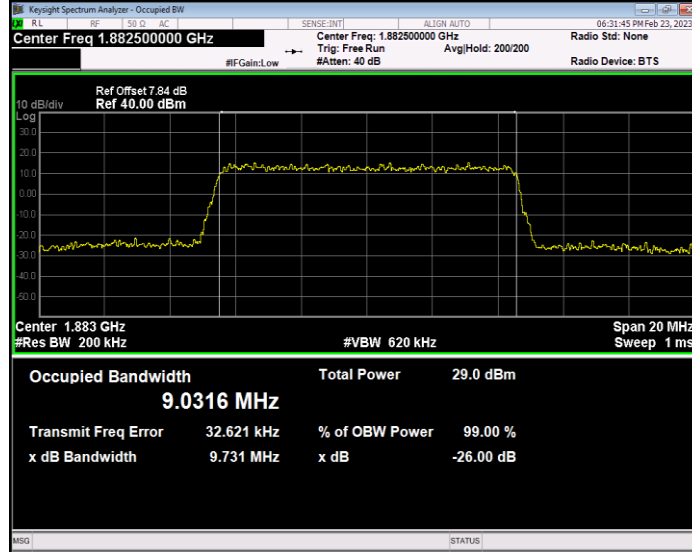 Keysight Spectrum Analyzer - Occupied BW
RL RF 50 Ω AC SENSE:INT ALIGN AUTO 06:31:45 PM Feb 23, 2023
Center Freq 1.882500000 GHz Center Freq: 1.882500000 GHz Radio Std: None
Trig: Free Run Avg|Hold: 200/200
#IFGain:Low #Atten: 40 dB Radio Device: BTS
Ref Offset 7.84 dB
10 dB/div Ref 40.00 dBm
Log
30.0
20.0
10.0
0.00
-10.0
-20.0
-30.0
-40.0
-50.0
Center 1.883 GHz Span 20 MHz
#Res BW 200 kHz #VBW 620 kHz Sweep 1 ms
Occupied Bandwidth Total Power 29.0 dBm
9.0316 MHz
Transmit Freq Error 32.621 kHz % of OBW Power 99.00 %
x dB Bandwidth 9.731 MHz x dB -26.00 dB
MSG STATUS